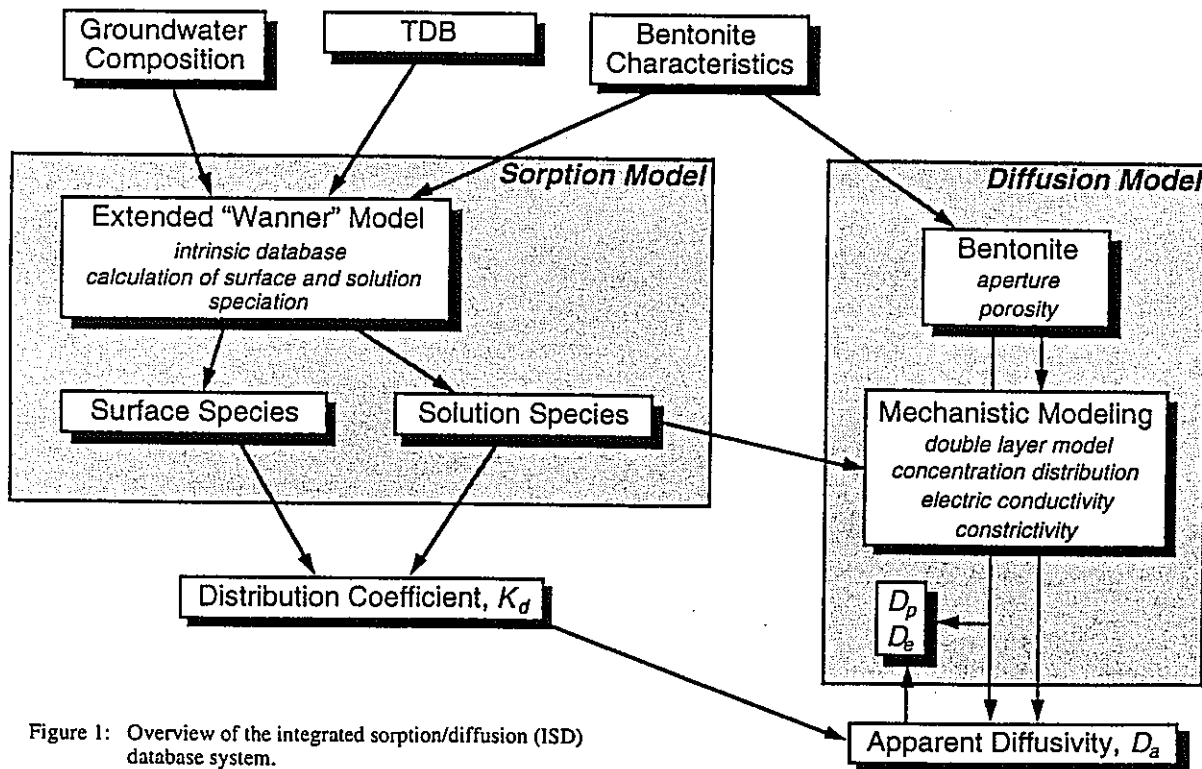 Groundwater
Composition
TDB
Bentonite
Characteristics
Sorption Model
Extended “Wanner” Model
intrinsic database
calculation of surface and solution
speciation
Surface Species
Solution Species
Distribution Coefficient, Kd
Diffusion Model
Bentonite
aperture
porosity
Mechanistic Modeling
double layer model
concentration distribution
electric conductivity
constrictivity
Dp
De
Apparent Diffusivity, Da
Figure 1: Overview of the integrated sorption/diffusion (ISD)
database system.